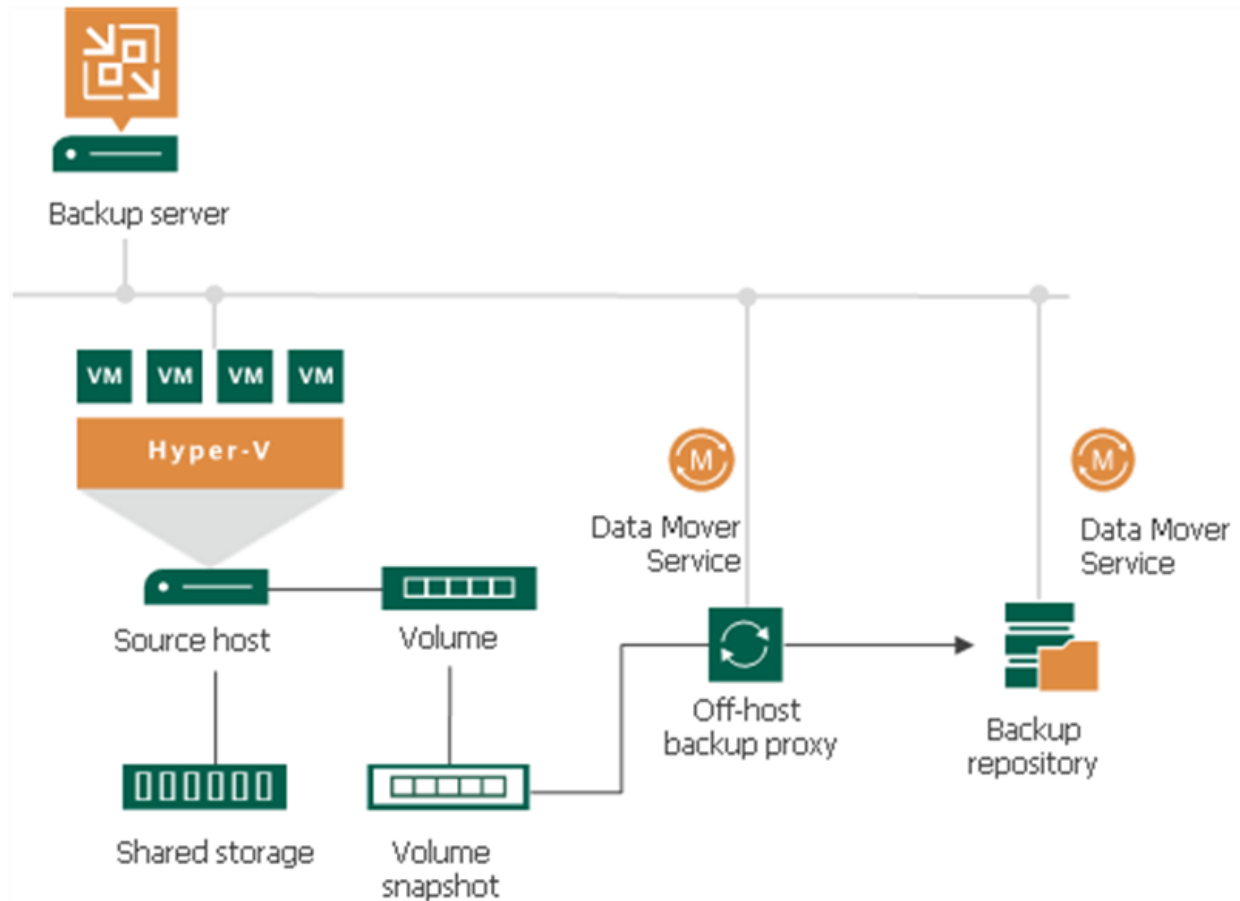 Backup server
VM VM VM VM
Hyper-V
M
Data Mover
Service
M
Data Mover
Service
Source host
Volume
Off-host
backup proxy
Backup
repository
Shared storage
Volume
snapshot